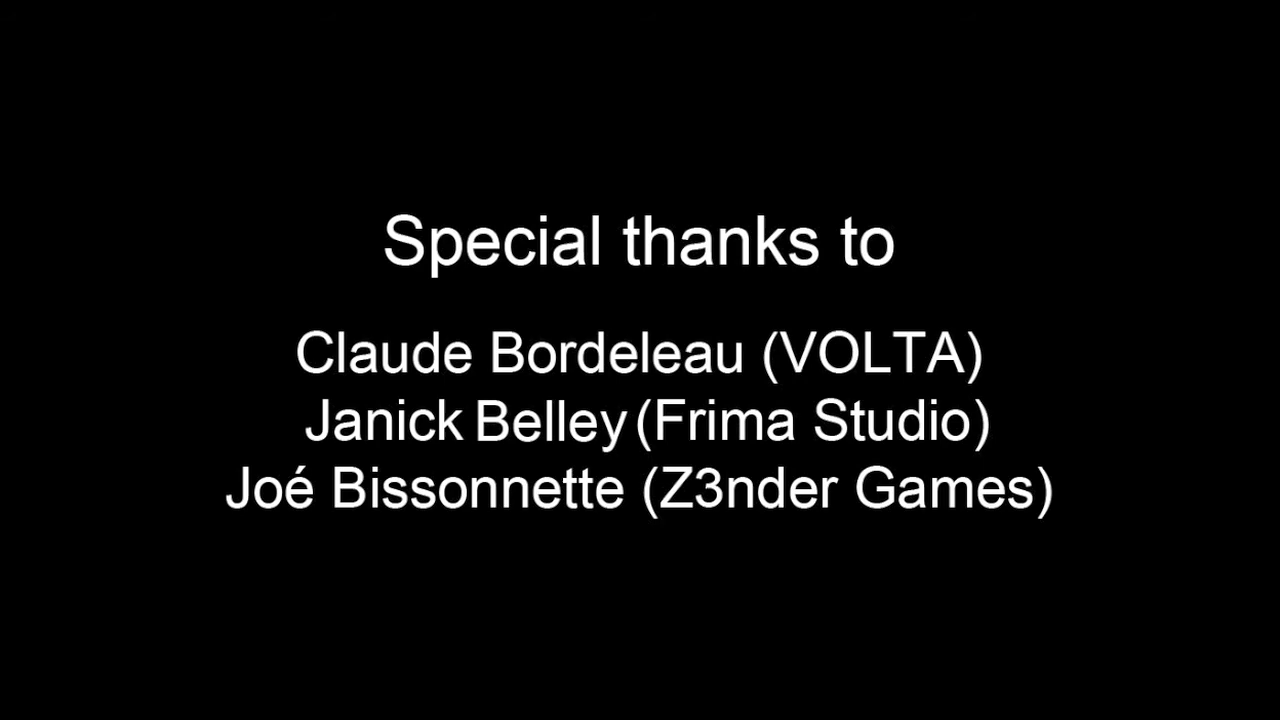 Special thanks to
Claude Bordeleau (VOLTA)
Janick Belley (Frima Studio)
Joé Bissonnette (Z3nder Games)